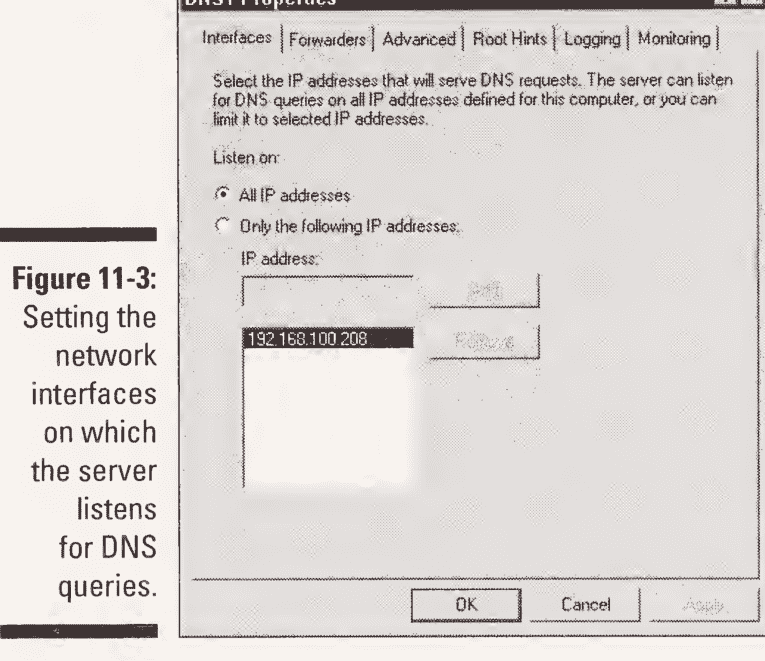 DNS1 Properties
Interfaces Forwarders Advanced Root Hints Logging Monitoring
Select the IP addresses that will serve DNS requests. The server can listen
for DNS queries on all IP addresses defined for this computer, or you can
limit it to selected IP addresses.
Listen on:
All IP addresses
Only the following IP addresses:
IP address:
Add
192.168.100.208
Remove
OK Cancel Apply
Figure 11-3:
Setting the
network
interfaces
on which
the server
listens
for DNS
queries.